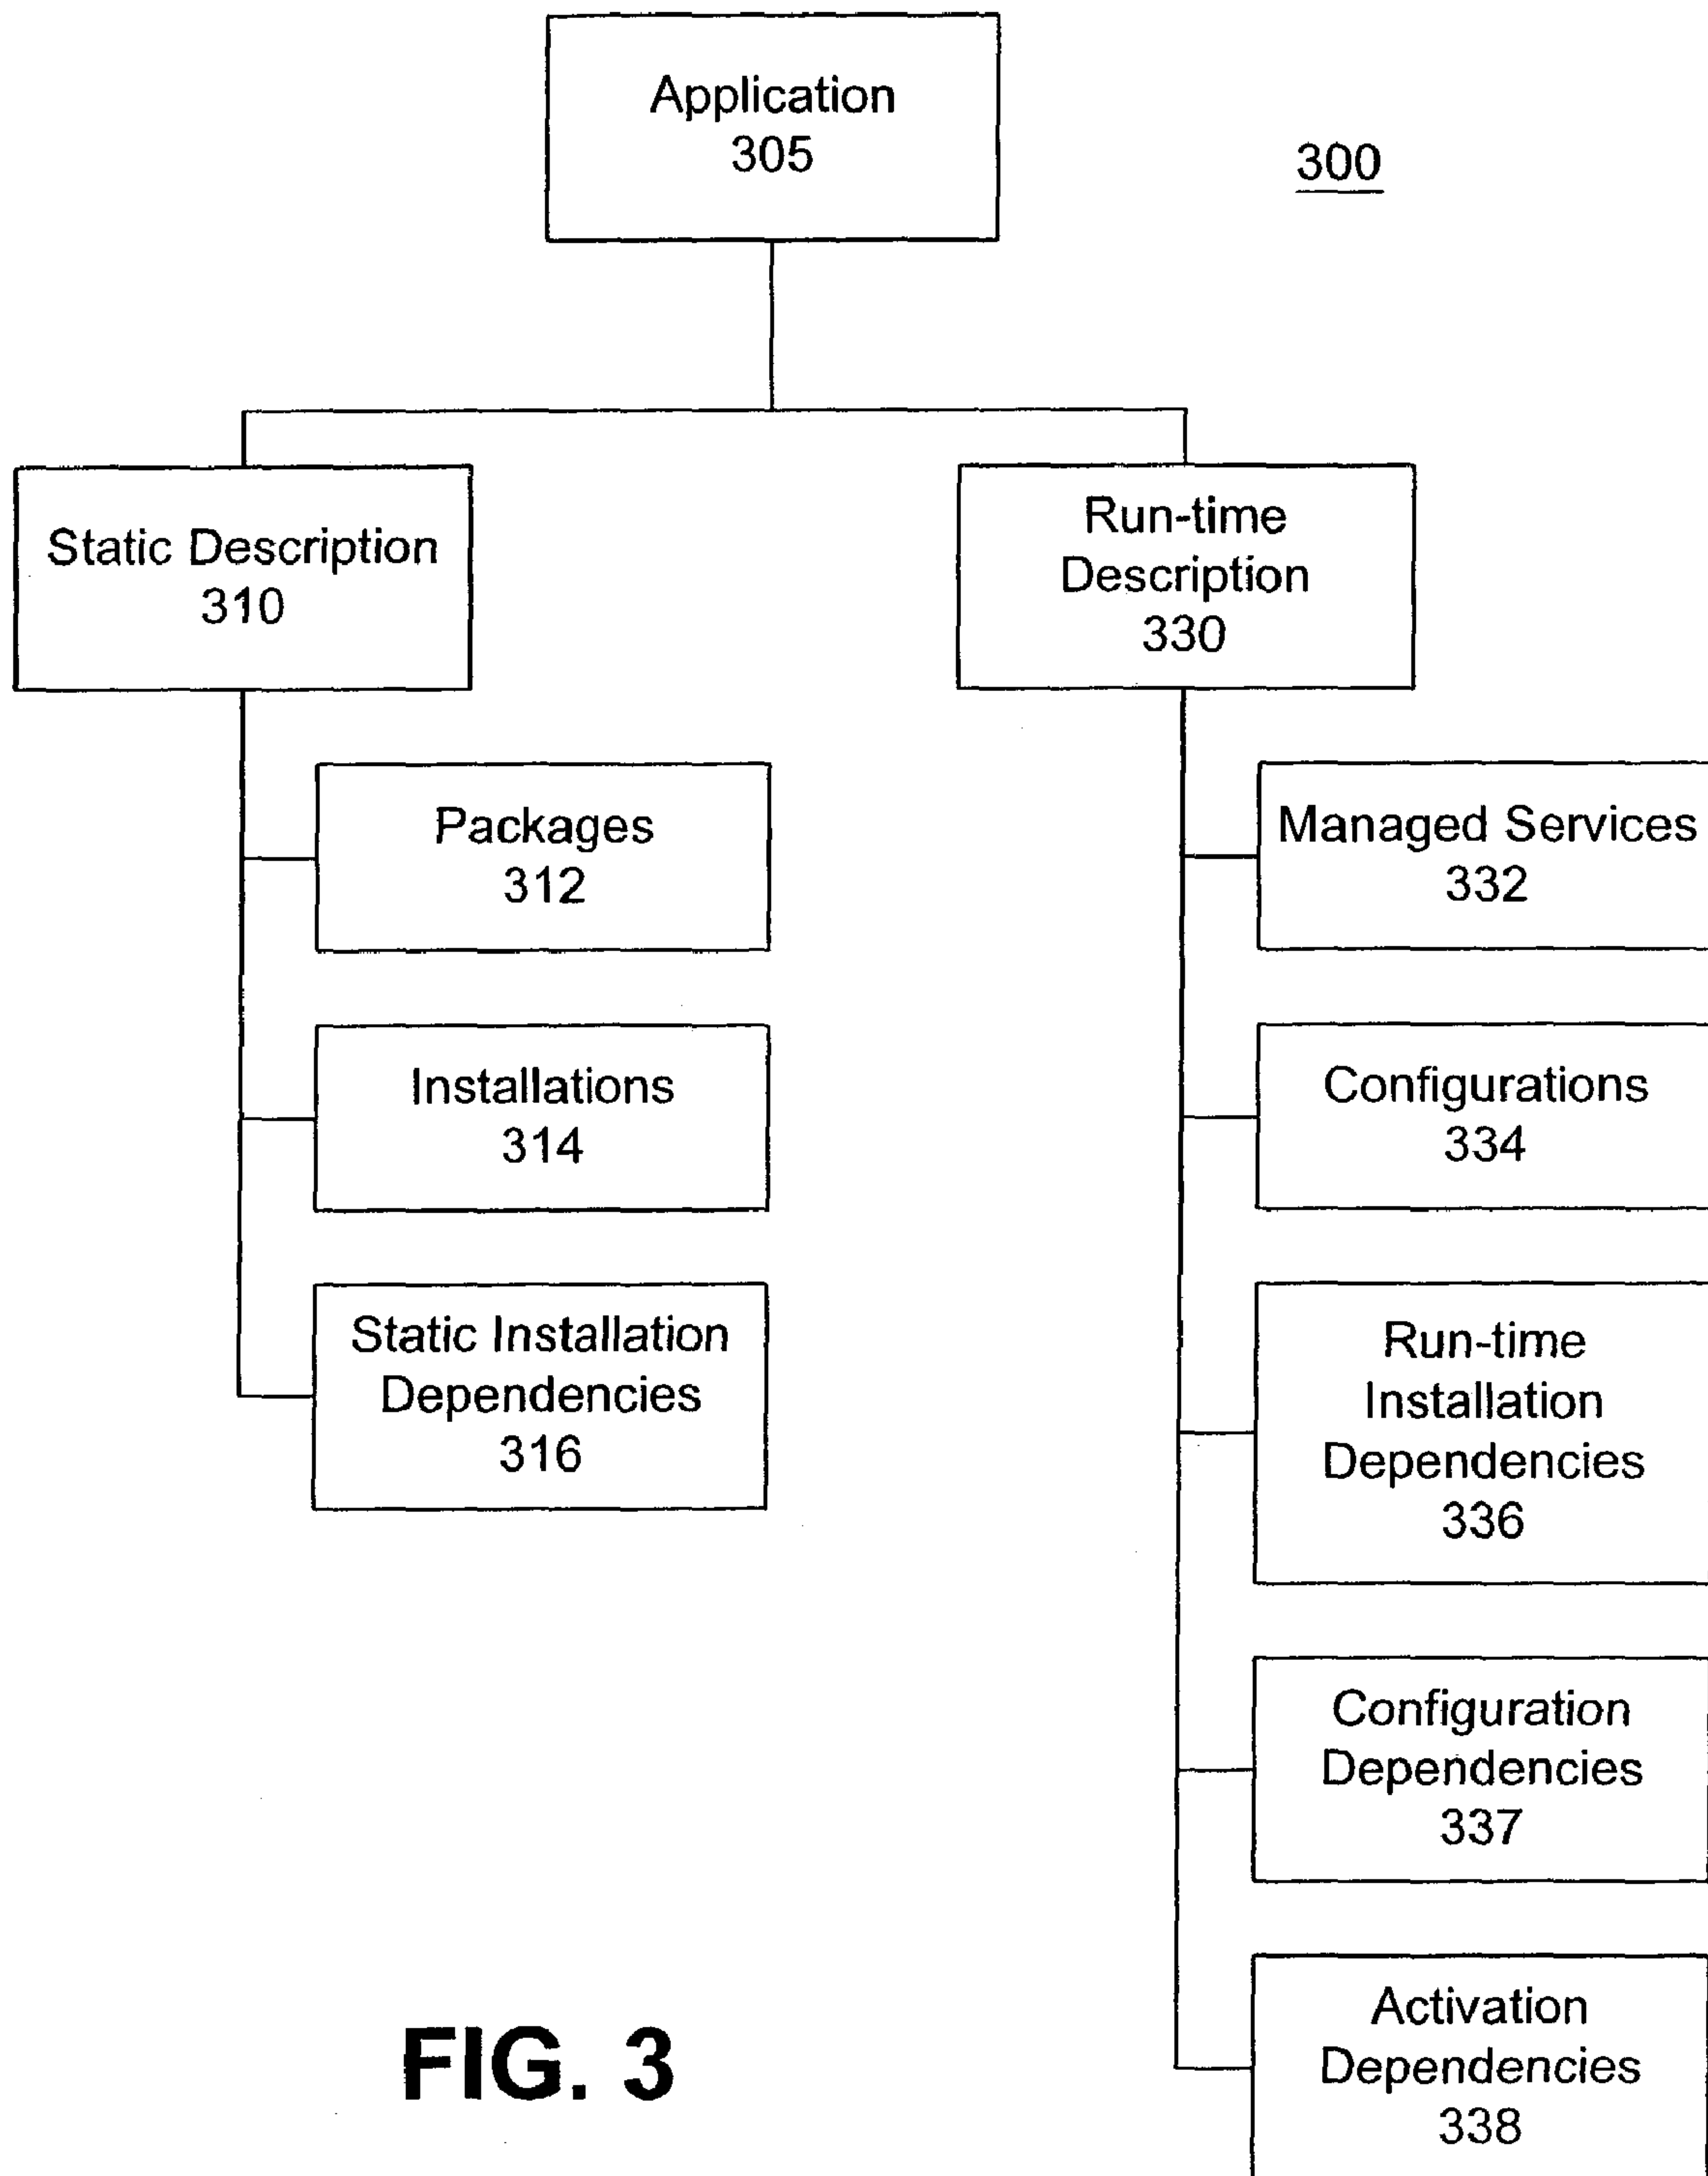 Application
305
300
Static Description
310
Run-time
Description
330
Packages
312
Installations
314
Static Installation
Dependencies
316
Managed Services
332
Configurations
334
Run-time
Installation
Dependencies
336
Configuration
Dependencies
337
Activation
Dependencies
338
FIG. 3